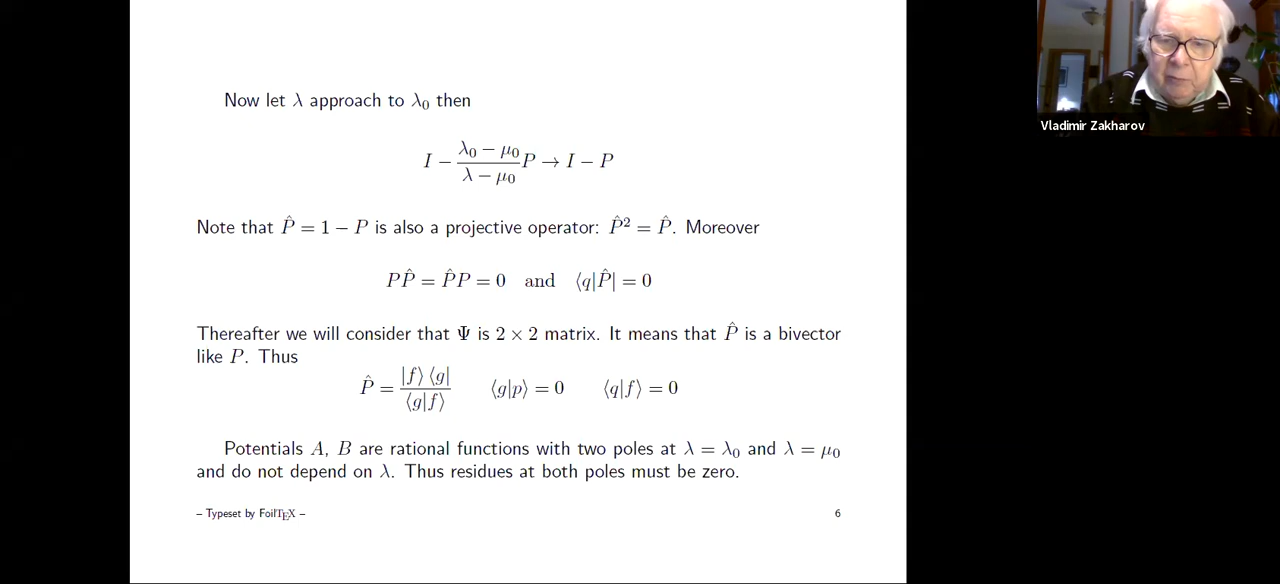 Now let λ approach to λ₀ then
I − \frac{λ₀ − μ₀}{λ − μ₀} P → I − P
Note that P̂ = 1 − P is also a projective operator: P̂² = P̂. Moreover
PP̂ = P̂P = 0 and ⟨q|P̂| = 0
Thereafter we will consider that Ψ is 2 × 2 matrix. It means that P̂ is a bivector
like P. Thus
P̂ = \frac{|f⟩ ⟨g|}{⟨g|f⟩} ⟨g|p⟩ = 0 ⟨q|f⟩ = 0
Potentials A, B are rational functions with two poles at λ = λ₀ and λ = μ₀
and do not depend on λ. Thus residues at both poles must be zero.
– Typeset by FoilTEX –
6
Vladimir Zakharov